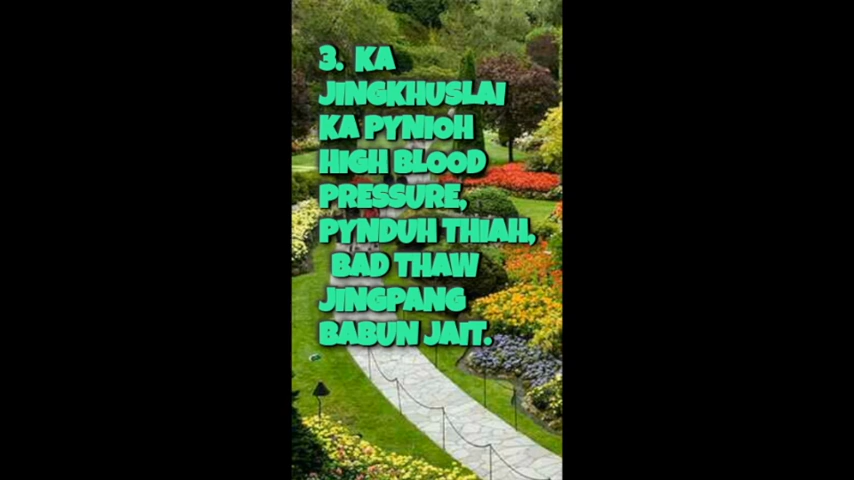 3. KA
JINGKHUSLAI
KA PYNIOH
HIGH BLOOD
PRESSURE,
PYNDUH THIAH,
BAD THAW
JINGPANG
BABUN JAIT.